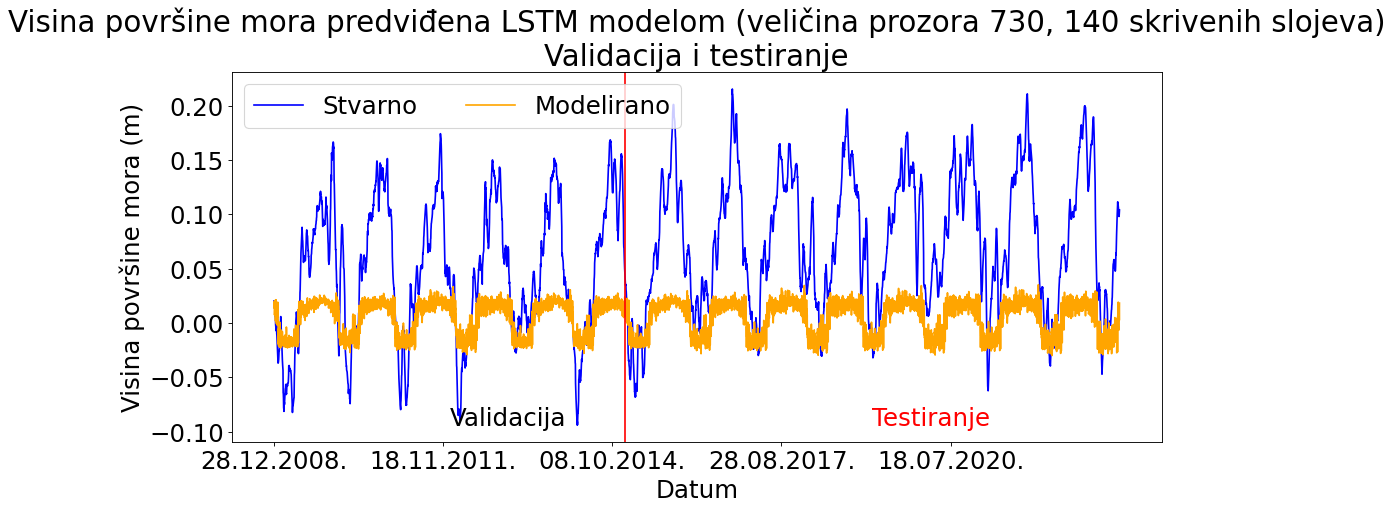 Visina površine mora predviđena LSTM modelom (veličina prozora 730, 140 skrivenih slojeva)
Validacija i testiranje
Stvarno Modelirano
Visina površine mora (m)
0.20
0.15
0.10
0.05
0.00
−0.05
−0.10
Validacija Testiranje
28.12.2008. 18.11.2011. 08.10.2014. 28.08.2017. 18.07.2020.
Datum